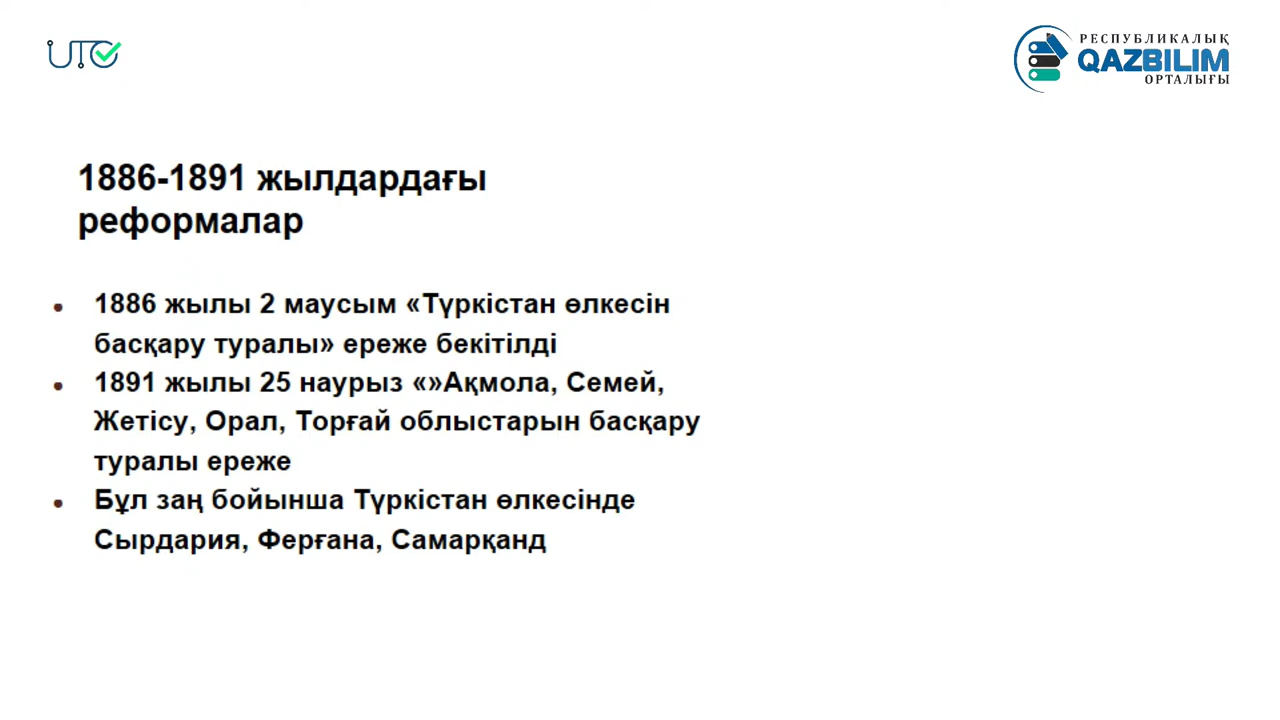 UTO
РЕСПУБЛИКАЛЫҚ
QAZBILIM
ОРТАЛЫҒЫ
1886-1891 жылдардағы
реформалар
• 1886 жылы 2 маусым «Түркістан өлкесін
басқару туралы» ереже бекітілді
• 1891 жылы 25 наурыз «»Ақмола, Семей,
Жетісу, Орал, Торғай облыстарын басқару
туралы ереже
• Бұл заң бойынша Түркістан өлкесінде
Сырдария, Ферғана, Самарқанд